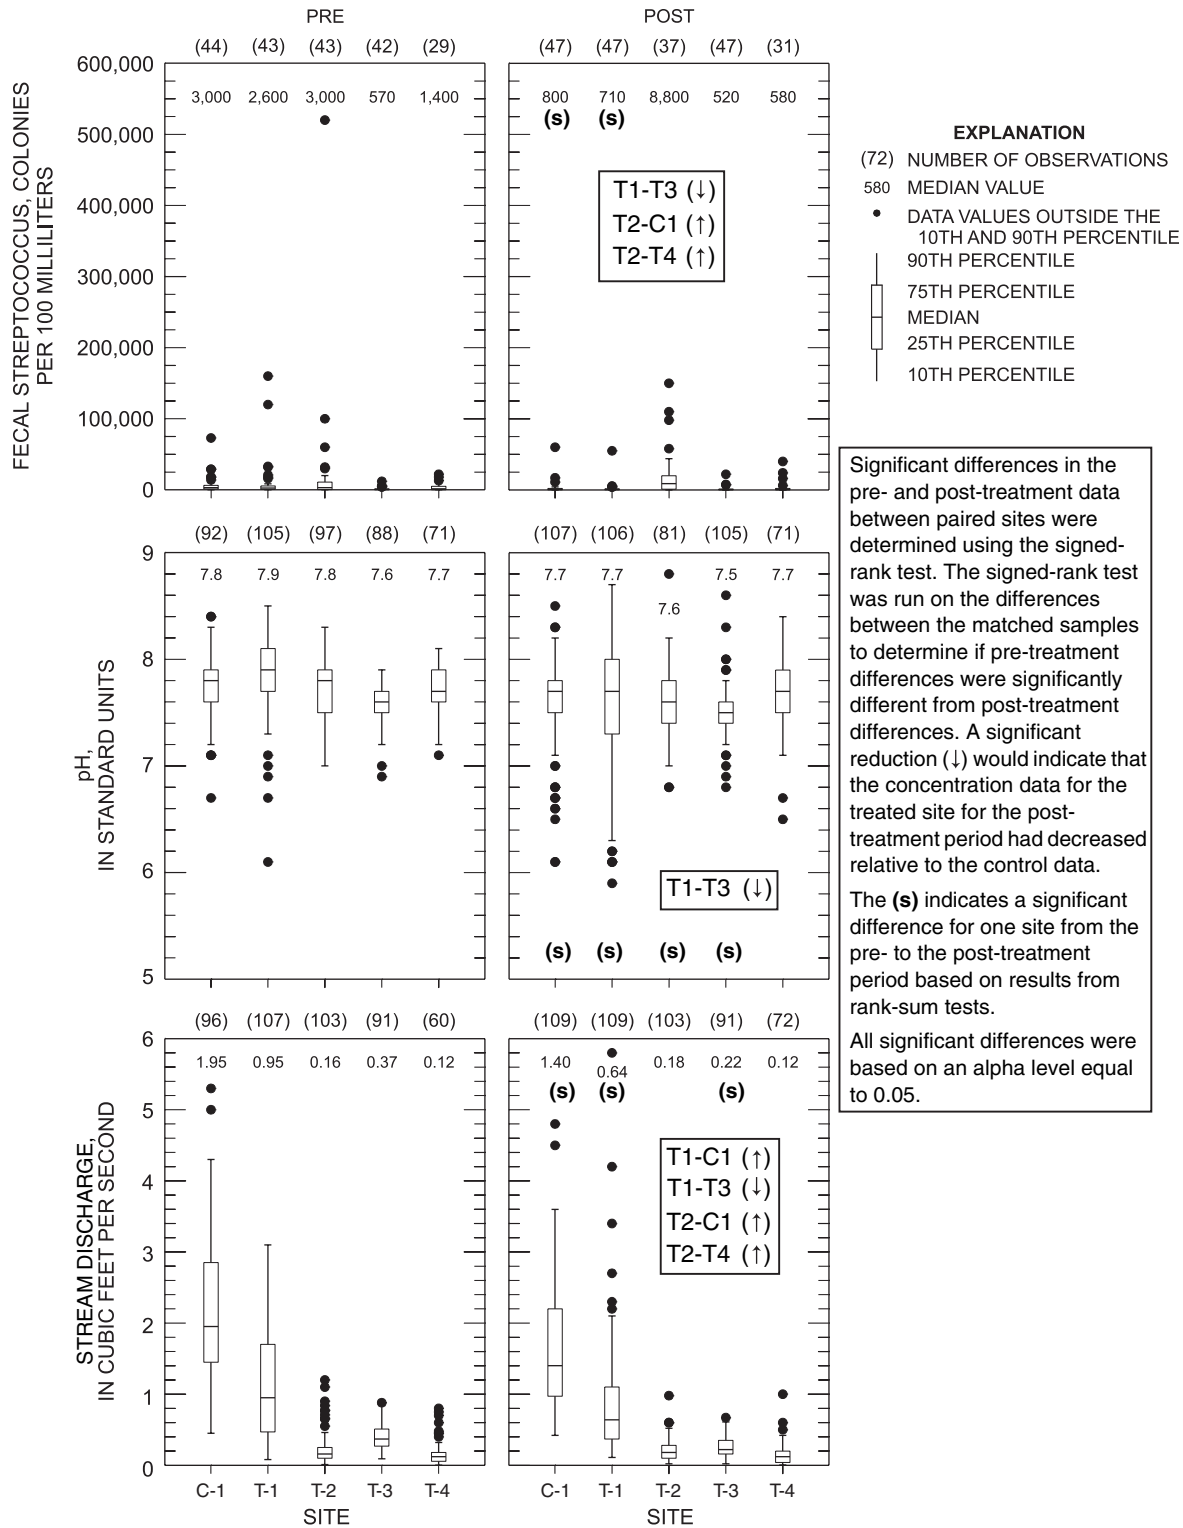 PRE
POST
(44) (43) (43) (42) (29)
(47) (47) (37) (47) (31)
FECAL STREPTOCOCCUS, COLONIES
PER 100 MILLILITERS
600,000
500,000
400,000
300,000
200,000
100,000
0
3,000 2,600 3,000 570 1,400
800 710 8,800 520 580
(s) (s)
T1-T3 (↓)
T2-C1 (↑)
T2-T4 (↑)
EXPLANATION
(72) NUMBER OF OBSERVATIONS
580 MEDIAN VALUE
DATA VALUES OUTSIDE THE
10TH AND 90TH PERCENTILE
90TH PERCENTILE
75TH PERCENTILE
MEDIAN
25TH PERCENTILE
10TH PERCENTILE
(92) (105) (97) (88) (71)
(107) (106) (81) (105) (71)
pH,
IN STANDARD UNITS
9
8
7
6
5
7.8 7.9 7.8 7.6 7.7
7.7 7.7 7.6 7.5 7.7
T1-T3 (↓)
(s) (s) (s) (s)
(96) (107) (103) (91) (60)
(109) (109) (103) (91) (72)
STREAM DISCHARGE,
IN CUBIC FEET PER SECOND
6
5
4
3
2
1
0
1.95 0.95 0.16 0.37 0.12
1.40 0.64 0.18 0.22 0.12
(s) (s) (s)
T1-C1 (↑)
T1-T3 (↓)
T2-C1 (↑)
T2-T4 (↑)
C-1 T-1 T-2 T-3 T-4
SITE
C-1 T-1 T-2 T-3 T-4
SITE
Significant differences in the
pre- and post-treatment data
between paired sites were
determined using the signed-
rank test. The signed-rank test
was run on the differences
between the matched samples
to determine if pre-treatment
differences were significantly
different from post-treatment
differences. A significant
reduction (↓) would indicate that
the concentration data for the
treated site for the post-
treatment period had decreased
relative to the control data.
The (s) indicates a significant
difference for one site from the
pre- to the post-treatment
period based on results from
rank-sum tests.
All significant differences were
based on an alpha level equal
to 0.05.